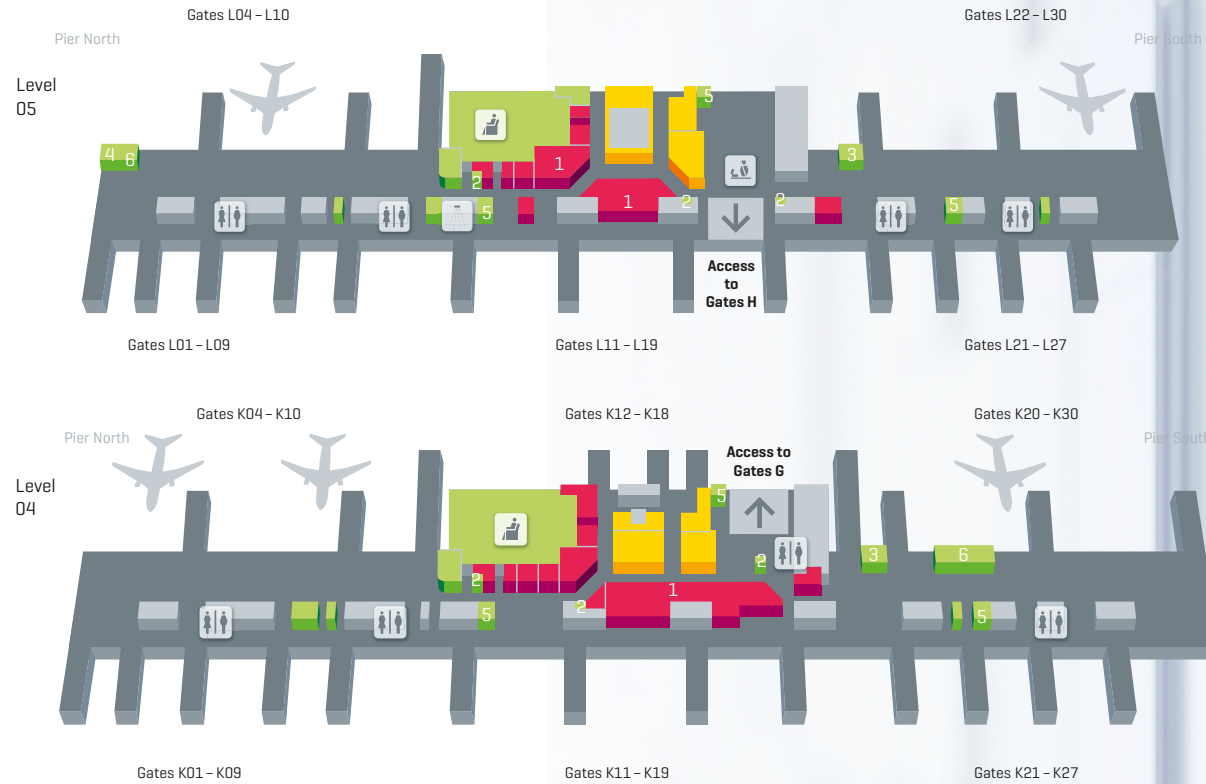 Gates L04 – L10
Gates L22 – L30
Pier North
Pier South
Level
05
5
4
6
1
3
2
1
2
2
5
5
Access
to
Gates H
Gates L01 – L09
Gates L11 – L19
Gates L21 – L27
Gates K04 – K10
Gates K12 – K18
Gates K20 – K30
Pier North
Pier South
Access to
Gates G
Level
04
5
3
6
2
2
1
2
5
5
Gates K01 – K09
Gates K11 – K19
Gates K21 – K27